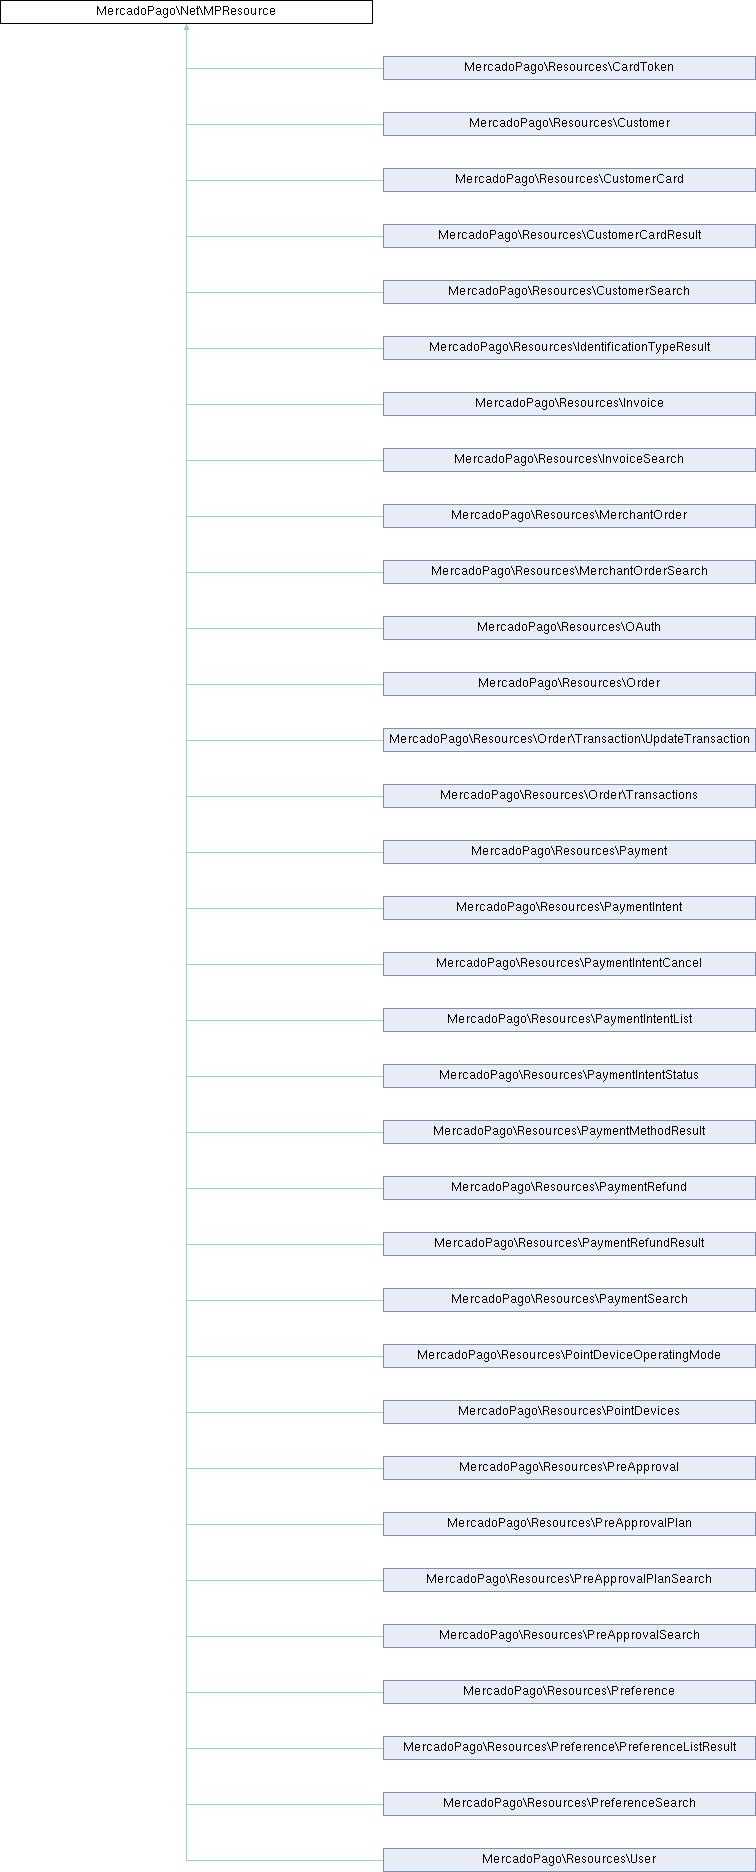 MercadoPago\Net\MPResource
MercadoPago\Resources\CardToken
MercadoPago\Resources\Customer
MercadoPago\Resources\CustomerCard
MercadoPago\Resources\CustomerCardResult
MercadoPago\Resources\CustomerSearch
MercadoPago\Resources\IdentificationTypeResult
MercadoPago\Resources\Invoice
MercadoPago\Resources\InvoiceSearch
MercadoPago\Resources\MerchantOrder
MercadoPago\Resources\MerchantOrderSearch
MercadoPago\Resources\OAuth
MercadoPago\Resources\Order
MercadoPago\Resources\Order\Transaction\UpdateTransaction
MercadoPago\Resources\Order\Transactions
MercadoPago\Resources\Payment
MercadoPago\Resources\PaymentIntent
MercadoPago\Resources\PaymentIntentCancel
MercadoPago\Resources\PaymentIntentList
MercadoPago\Resources\PaymentIntentStatus
MercadoPago\Resources\PaymentMethodResult
MercadoPago\Resources\PaymentRefund
MercadoPago\Resources\PaymentRefundResult
MercadoPago\Resources\PaymentSearch
MercadoPago\Resources\PointDeviceOperatingMode
MercadoPago\Resources\PointDevices
MercadoPago\Resources\PreApproval
MercadoPago\Resources\PreApprovalPlan
MercadoPago\Resources\PreApprovalPlanSearch
MercadoPago\Resources\PreApprovalSearch
MercadoPago\Resources\Preference
MercadoPago\Resources\Preference\PreferenceListResult
MercadoPago\Resources\PreferenceSearch
MercadoPago\Resources\User